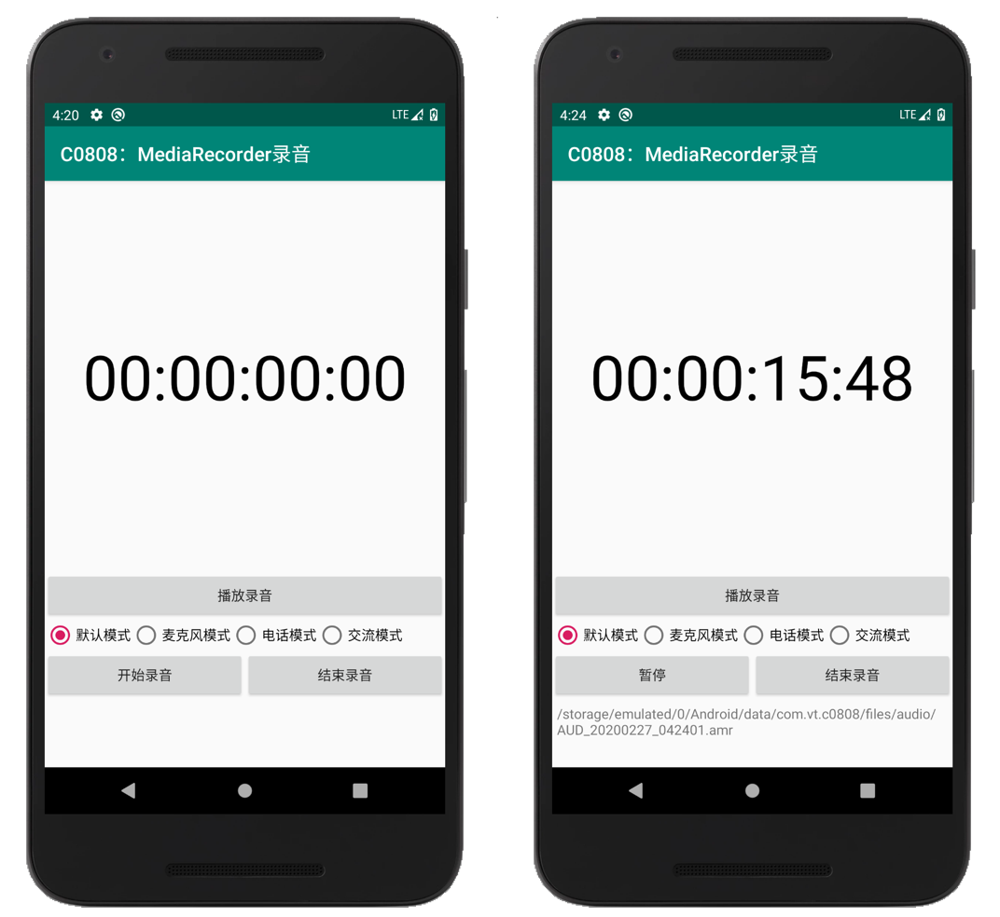 4:20 LTE
C0808：MediaRecorder录音
00:00:00:00
播放录音
默认模式 麦克风模式 电话模式 交流模式
开始录音 结束录音
4:24 LTE
C0808：MediaRecorder录音
00:00:15:48
播放录音
默认模式 麦克风模式 电话模式 交流模式
暂停 结束录音
/storage/emulated/0/Android/data/com.vt.c0808/files/audio/
AUD_20200227_042401.amr